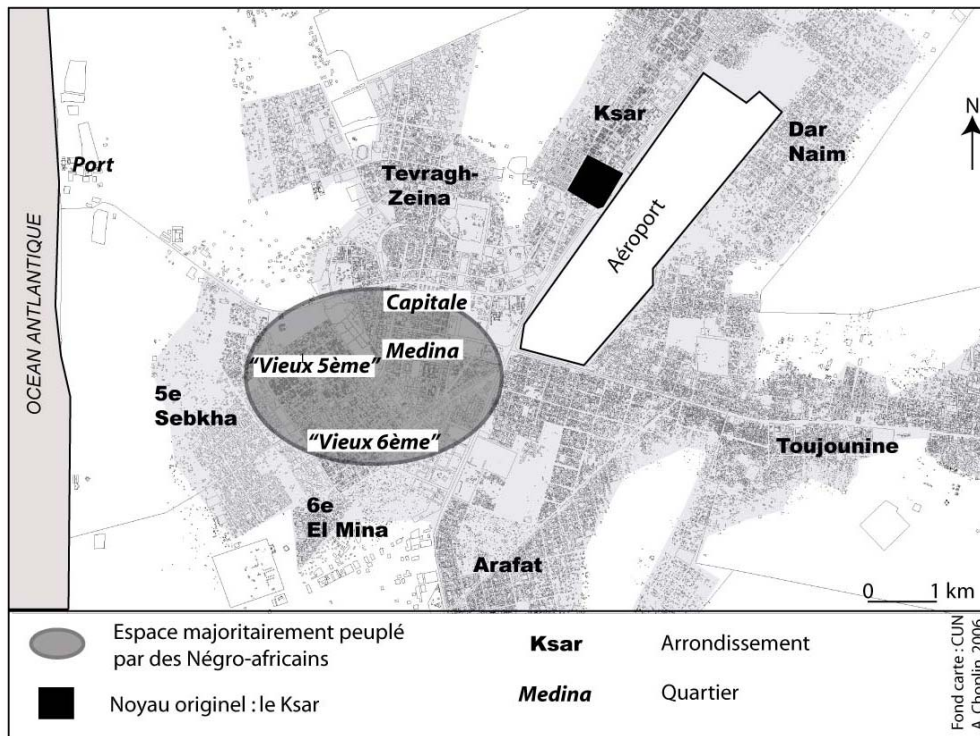 Ksar
N
Dar
Naim
Port
Tevragh-
Zeina
Aéroport
OCEAN ANTLANTIQUE
Capitale
Medina
"Vieux 5ème"
5e
Sebkha
"Vieux 6ème"
Toujounine
6e
El Mina
Arafat
0 1 km
Espace majoritairement peuplé
par des Négro-africains
Ksar Arrondissement
Noyau originel : le Ksar
Medina Quartier
Fond carte : CUN
A. Choplin, 2006